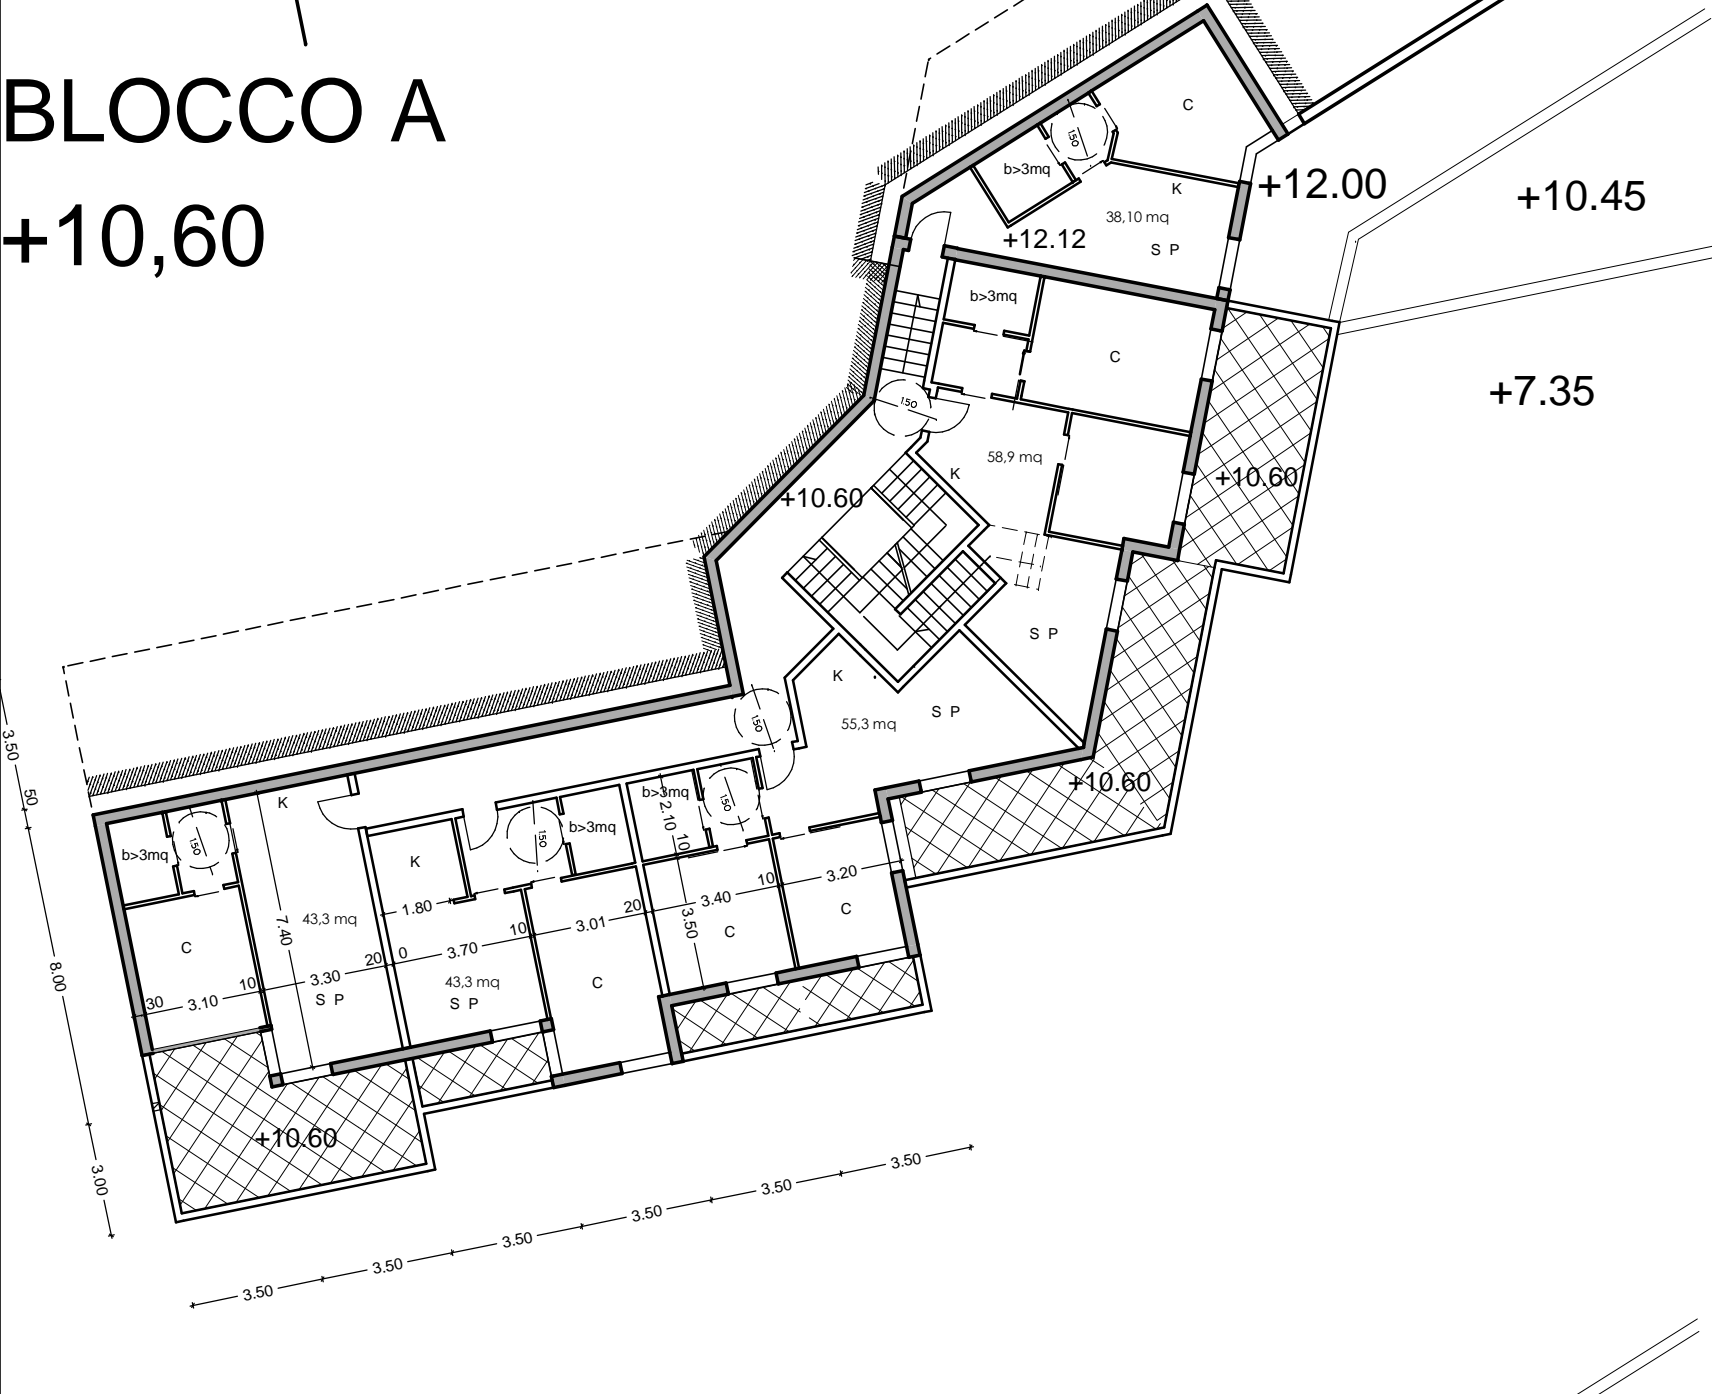 BLOCCO A
+10,60
C
150
b>3mq
K
38,10 mq
+12.12
S P
+12.00
+10.45
b>3mq
C
+7.35
150
58,9 mq
K
+10.60
+10.60
S P
K
S P
55,3 mq
150
+10.60
3.50
50
8.00
3.00
K
b>3mq
150
b>3mq
150
b>3mq
150
2.10
10
K
43,3 mq
7.40
C
1.80
30
3.10
10
3.30
20
0
3.70
10
3.01
20
3.40
10
3.20
3.50
C
C
S P
43,3 mq
S P
C
+10.60
3.50
3.50
3.50
3.50
3.50
3.50